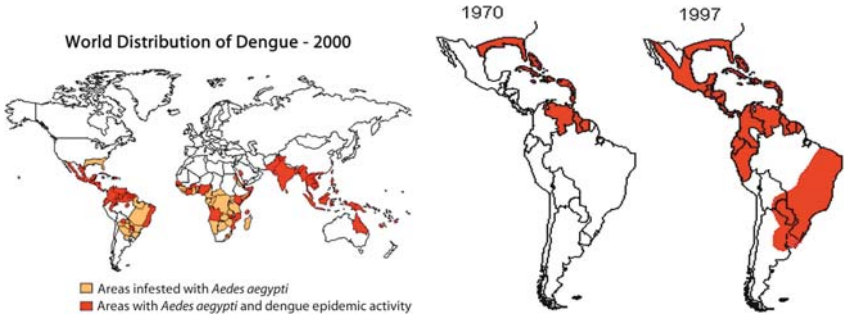 World Distribution of Dengue - 2000
Areas infested with Aedes aegypti
Areas with Aedes aegypti and dengue epidemic activity
1970
1997